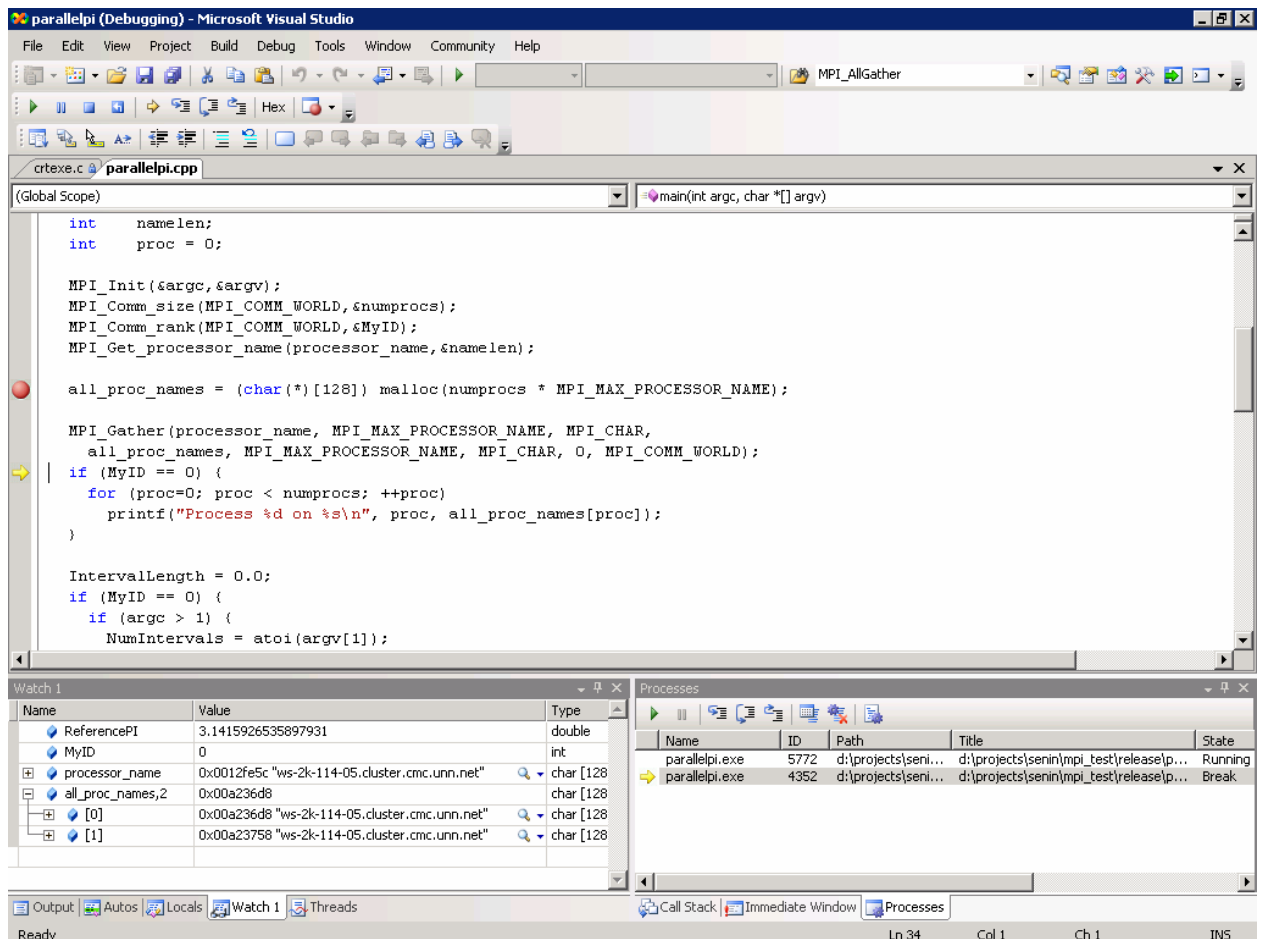 parallelpi (Debugging) - Microsoft Visual Studio
File Edit View Project Build Debug Tools Window Community Help
MPI_AllGather
Hex
crtexe.c parallelpi.cpp
(Global Scope) main(int argc, char *[] argv)
int namelen;
int proc = 0;
MPI_Init(&argc,&argv);
MPI_Comm_size(MPI_COMM_WORLD,&numprocs);
MPI_Comm_rank(MPI_COMM_WORLD,&MyID);
MPI_Get_processor_name(processor_name,&namelen);
all_proc_names = (char(*)[128]) malloc(numprocs * MPI_MAX_PROCESSOR_NAME);
MPI_Gather(processor_name, MPI_MAX_PROCESSOR_NAME, MPI_CHAR,
all_proc_names, MPI_MAX_PROCESSOR_NAME, MPI_CHAR, 0, MPI_COMM_WORLD);
if (MyID == 0) {
for (proc=0; proc < numprocs; ++proc)
printf("Process %d on %s\n", proc, all_proc_names[proc]);
}
IntervalLength = 0.0;
if (MyID == 0) {
if (argc > 1) {
NumIntervals = atoi(argv[1]);
Watch 1
Name Value Type
ReferencePI 3.1415926535897931 double
MyID 0 int
processor_name 0x0012fe5c "ws-2k-114-05.cluster.cmc.unn.net" char [128
all_proc_names,2 0x00a236d8 char [128
[0] 0x00a236d8 "ws-2k-114-05.cluster.cmc.unn.net" char [128
[1] 0x00a23758 "ws-2k-114-05.cluster.cmc.unn.net" char [128
Output Autos Locals Watch 1 Threads
Processes
Name ID Path Title State
parallelpi.exe 5772 d:\projects\seni... d:\projects\senin\mpi_test\release\p... Running
parallelpi.exe 4352 d:\projects\seni... d:\projects\senin\mpi_test\release\p... Break
Call Stack Immediate Window Processes
Ready Ln 34 Col 1 Ch 1 INS